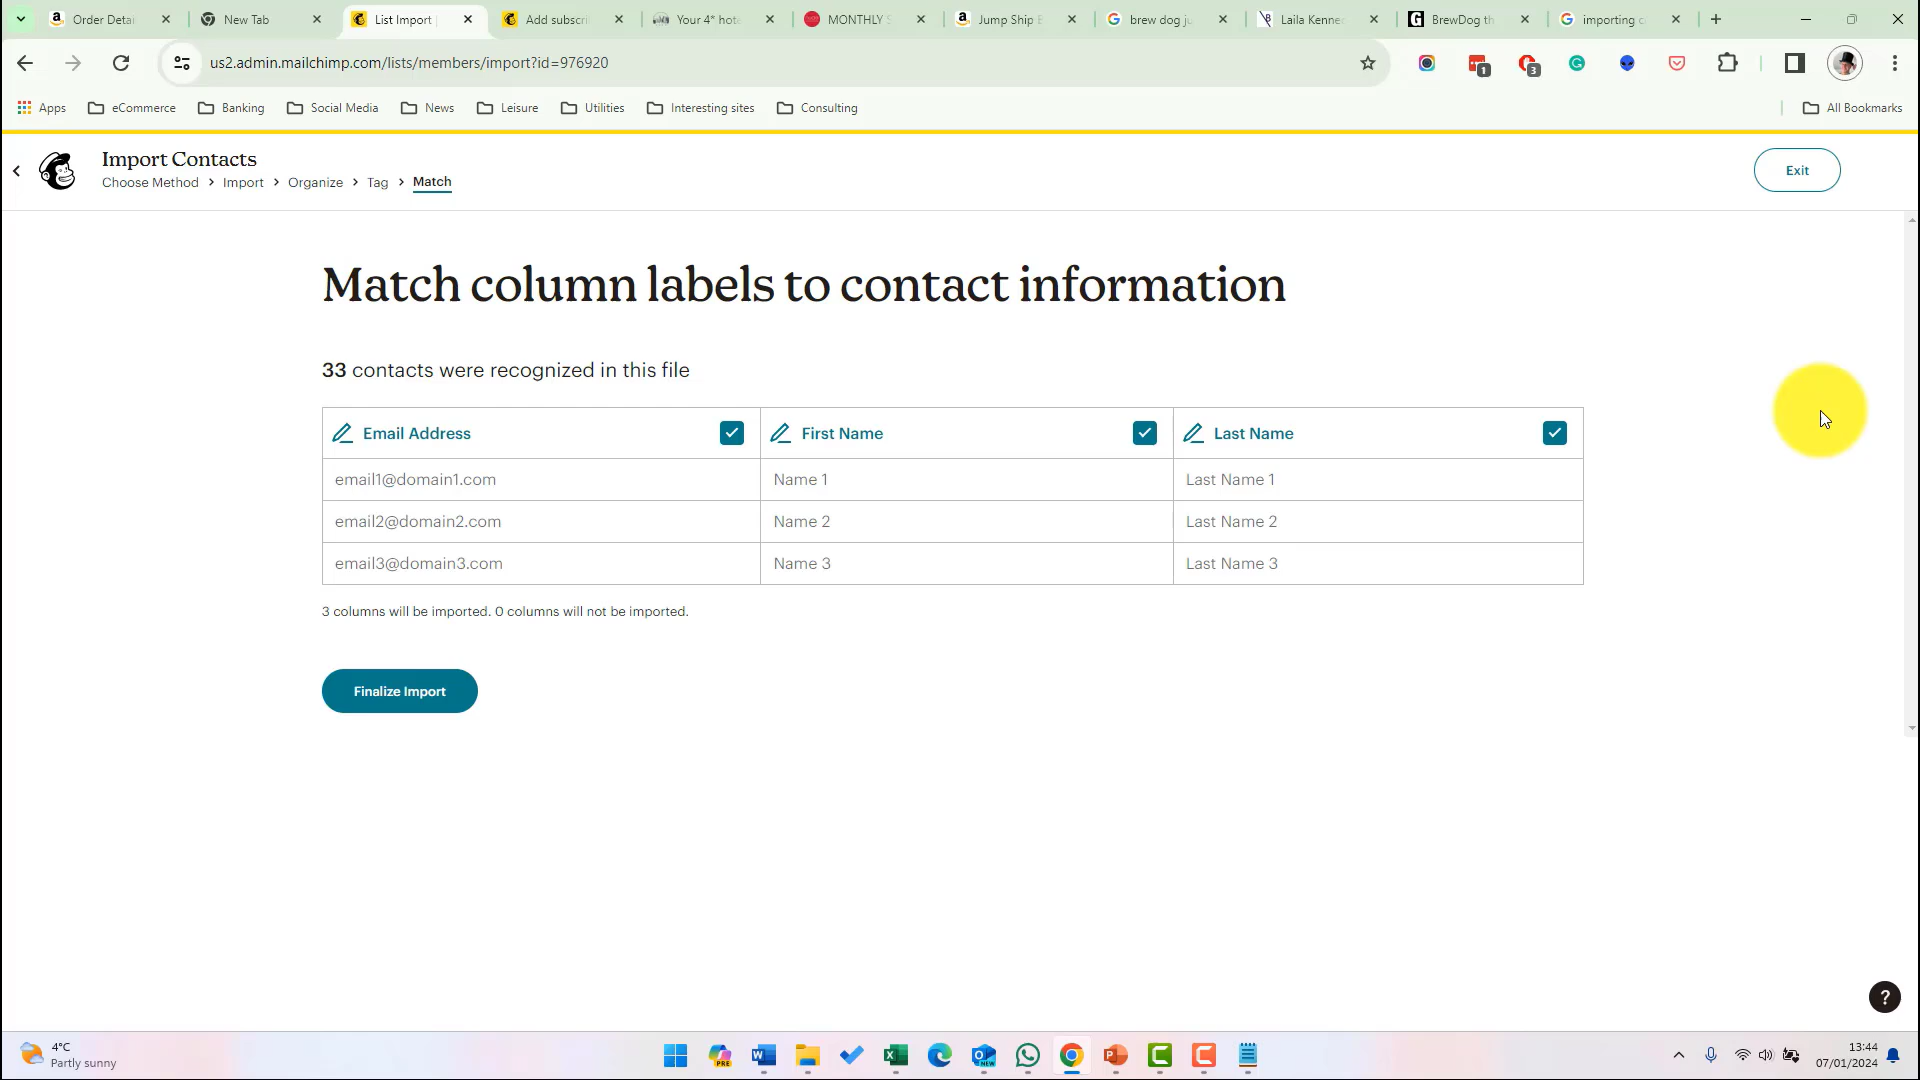 Order Detai
New Tab
List Import
Add subscri
Your 4* hot
MONTHLY S
Jump Ship B
brew dog ju
Laila Kenne
BrewDog th
importing c
us2.admin.mailchimp.com/lists/members/import?id=976920
1
3
Apps
eCommerce
Banking
Social Media
News
Leisure
Utilities
Interesting sites
Consulting
All Bookmarks
Import Contacts
Choose Method > Import > Organize > Tag > Match
Exit
Match column labels to contact information
33 contacts were recognized in this file
Email Address First Name Last Name
email1@domain1.com Name 1 Last Name 1
email2@domain2.com Name 2 Last Name 2
email3@domain3.com Name 3 Last Name 3
3 columns will be imported. 0 columns will not be imported.
Finalize Import
?
4°C
Partly sunny
PRE
NEW
13:44
07/01/2024